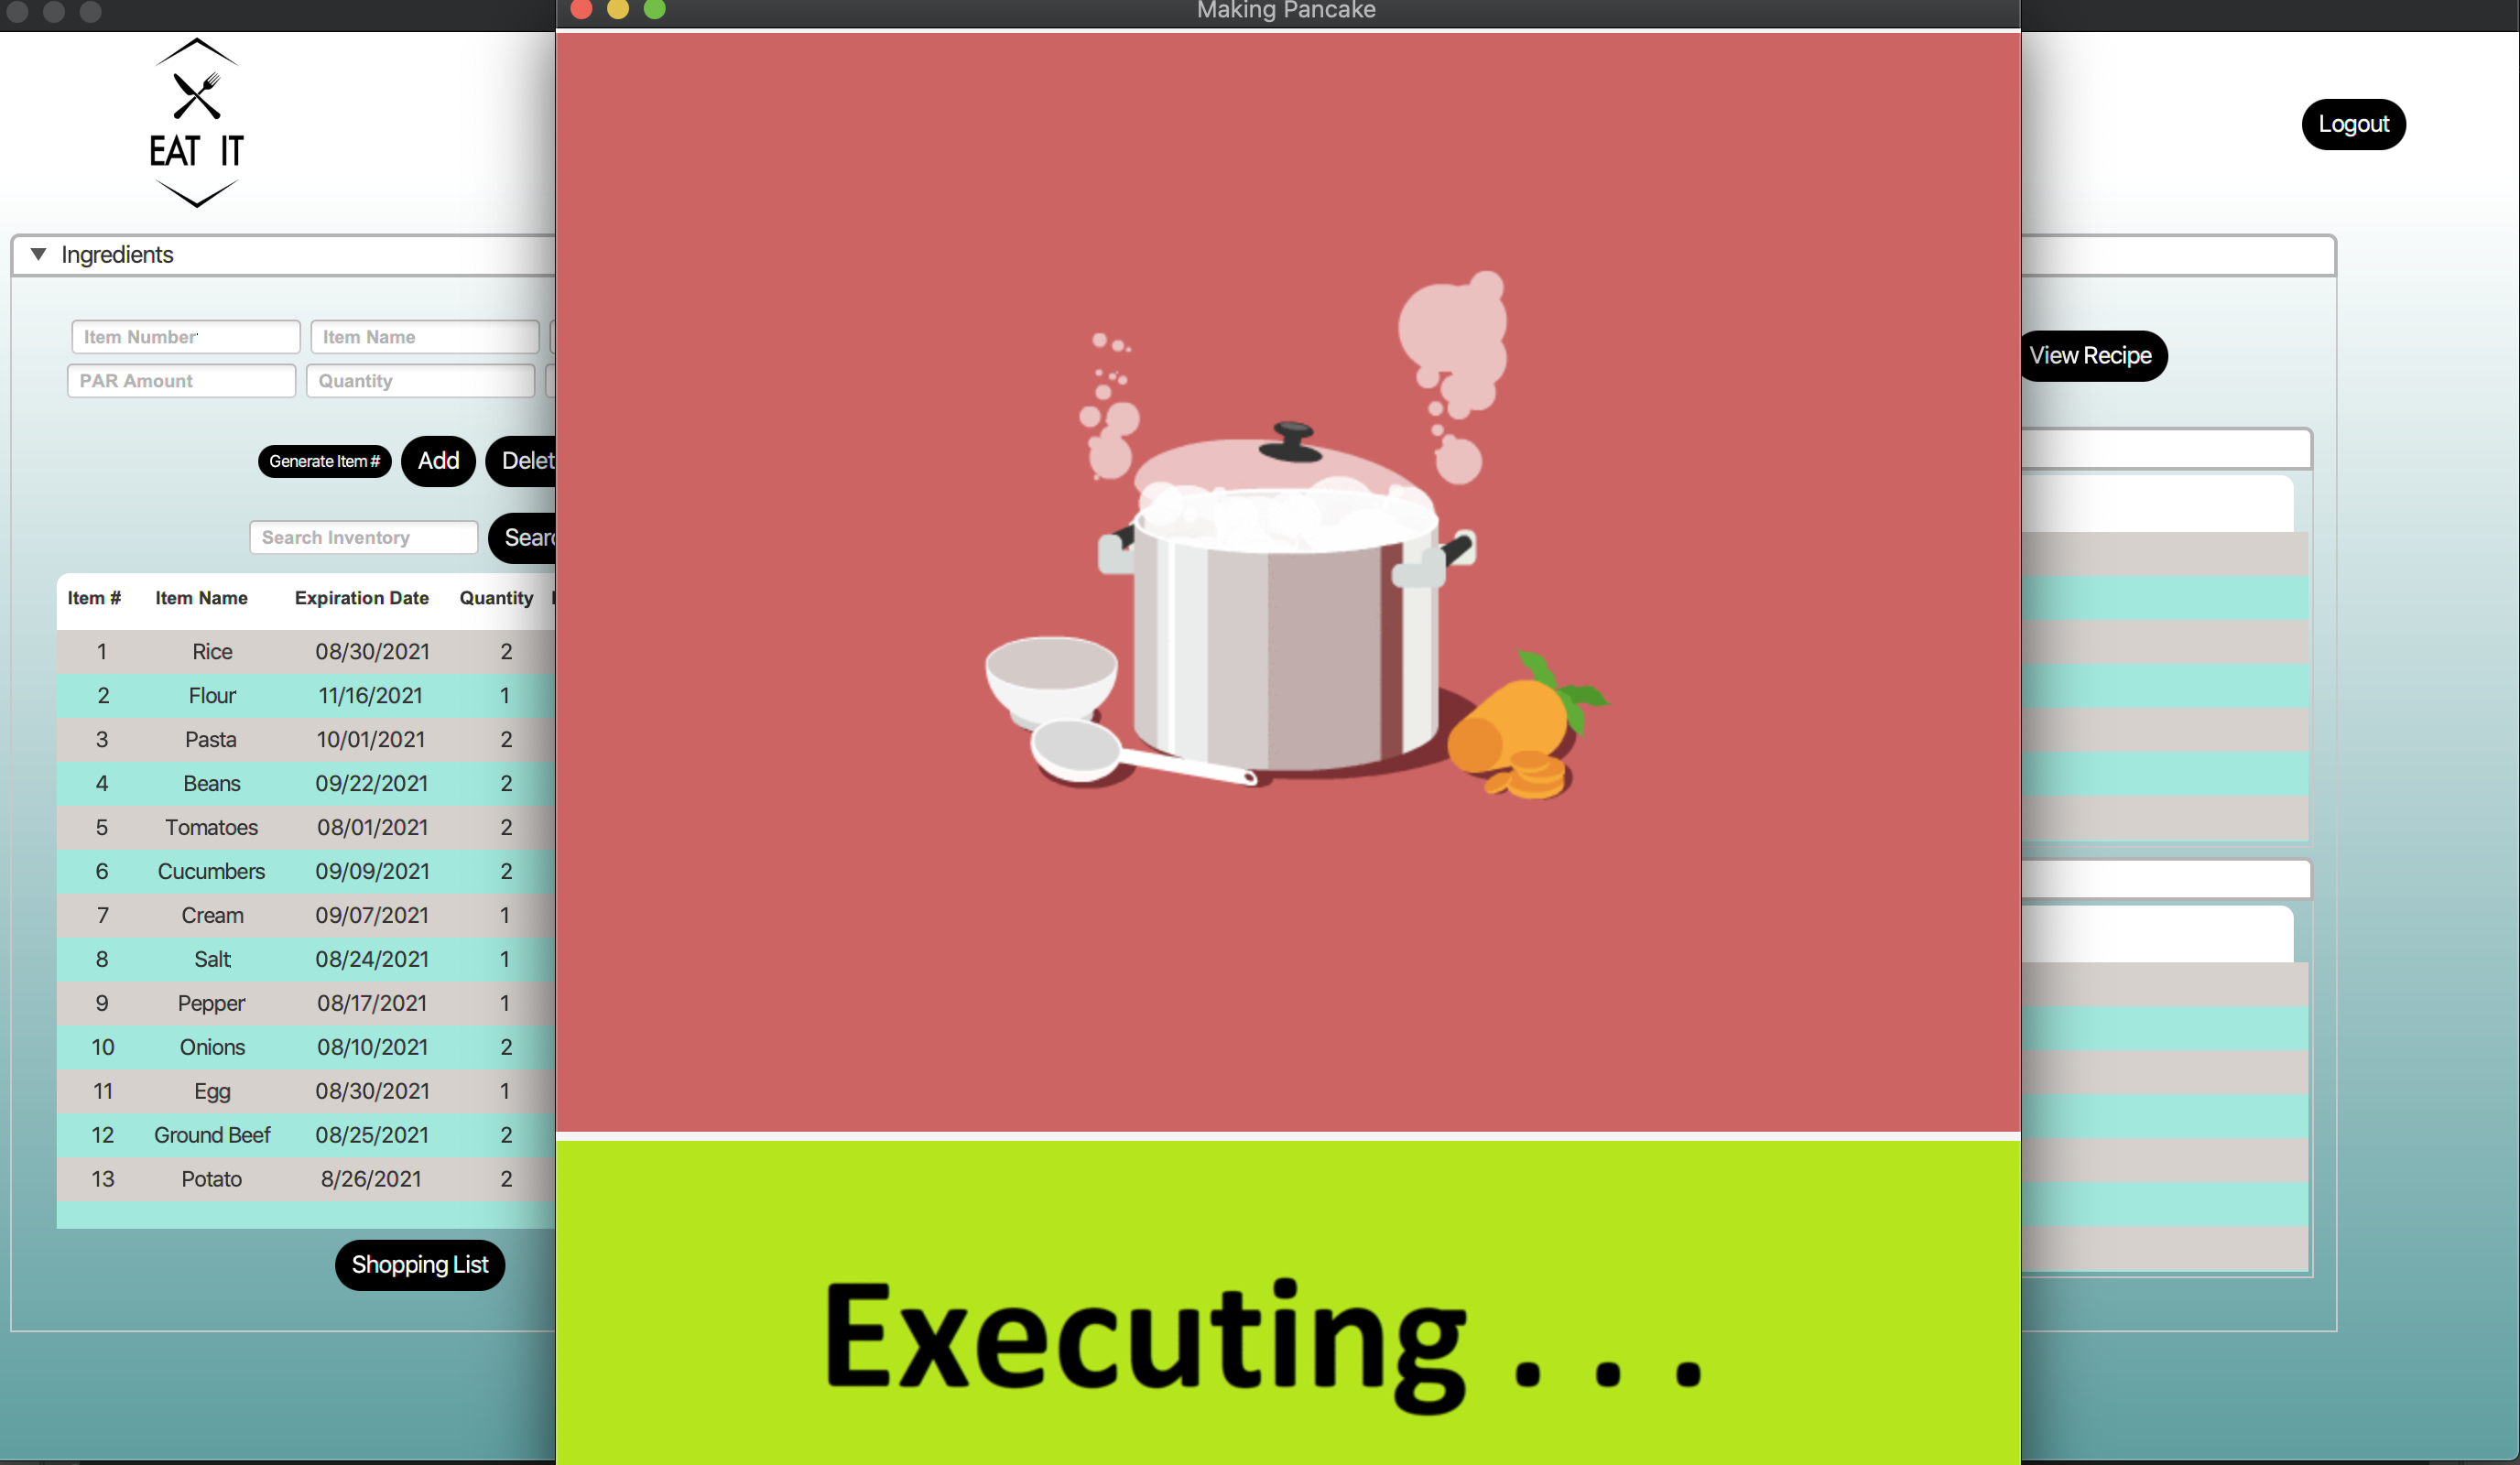 Making Pancake
EAT IT
Logout
Ingredients
Item Number Item Name
PAR Amount Quantity
View Recipe
Generate Item # Add
Search Inventory
Item # Item Name Expiration Date Quantity
1 Rice 08/30/2021 2
2 Flour 11/16/2021 1
3 Pasta 10/01/2021 2
4 Beans 09/22/2021 2
5 Tomatoes 08/01/2021 2
6 Cucumbers 09/09/2021 2
7 Cream 09/07/2021 1
8 Salt 08/24/2021 1
9 Pepper 08/17/2021 1
10 Onions 08/10/2021 2
11 Egg 08/30/2021 1
12 Ground Beef 08/25/2021 2
13 Potato 8/26/2021 2
Shopping List
Executing . . .